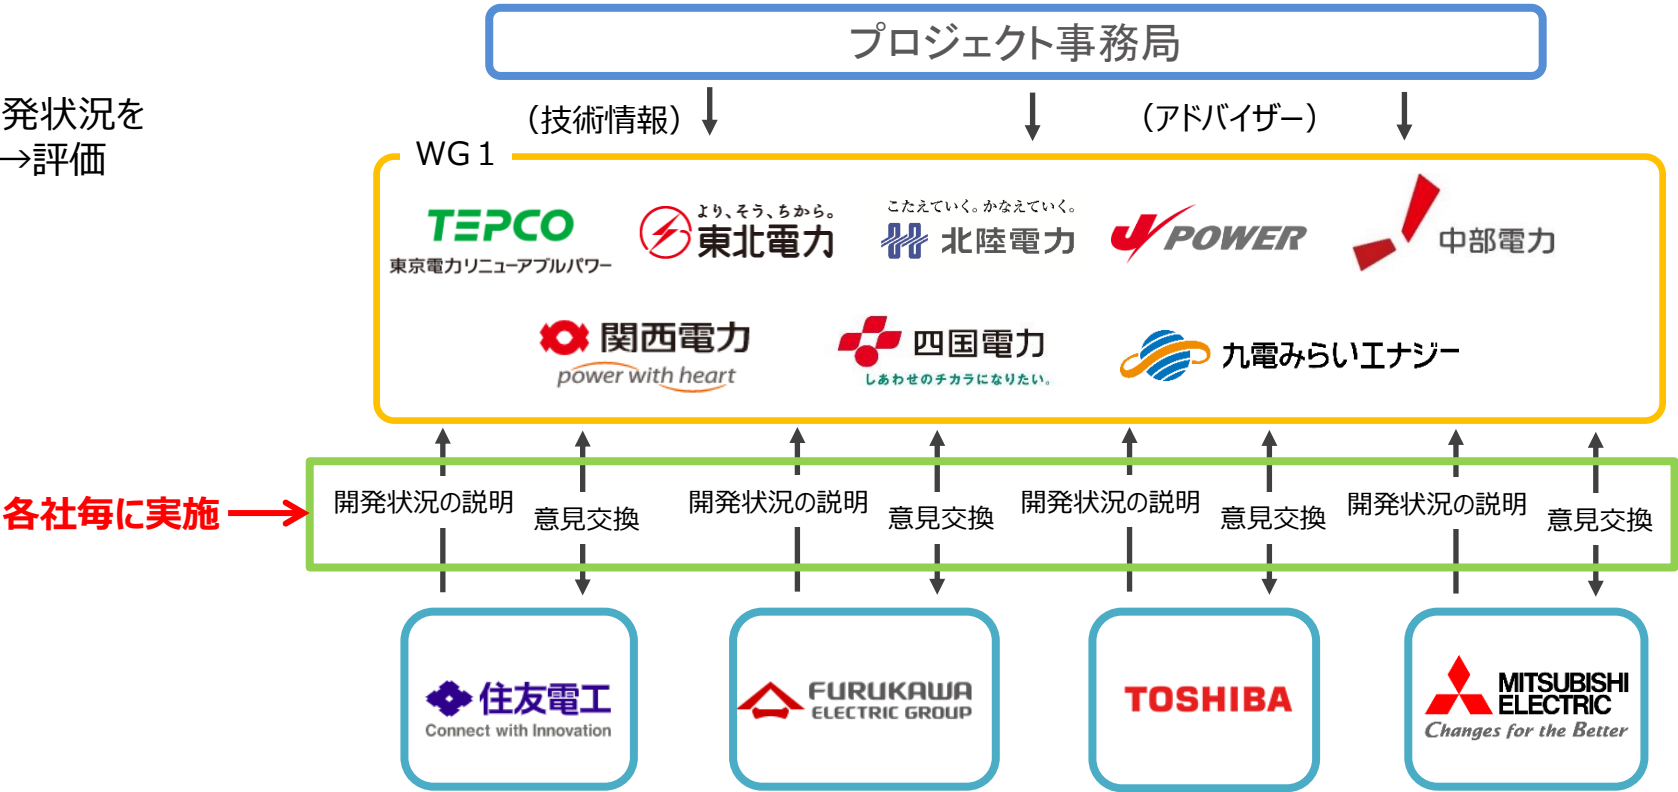 プロジェクト事務局
発状況を
→評価
（技術情報）
（アドバイザー）
WG１
TEPCO
東京電力リニューアブルパワー
より、そう、ちから。
東北電力
こたえていく。かなえていく。
北陸電力
J POWER
中部電力
関西電力
power with heart
四国電力
しあわせのチカラになりたい。
九電みらいエナジー
各社毎に実施
開発状況の説明
意見交換
開発状況の説明
意見交換
開発状況の説明
意見交換
開発状況の説明
意見交換
住友電工
Connect with Innovation
FURUKAWA
ELECTRIC GROUP
TOSHIBA
MITSUBISHI
ELECTRIC
Changes for the Better